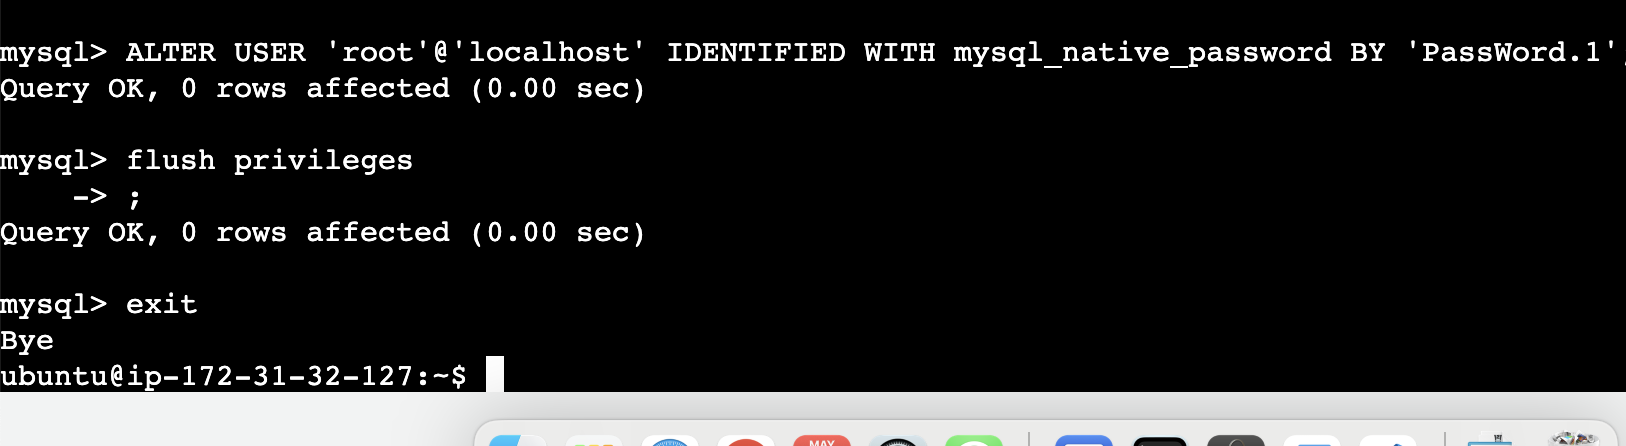 mysql> ALTER USER 'root'@'localhost' IDENTIFIED WITH mysql_native_password BY 'PassWord.1';
Query OK, 0 rows affected (0.00 sec)
mysql> flush privileges
    -> ;
Query OK, 0 rows affected (0.00 sec)
mysql> exit
Bye
ubuntu@ip-172-31-32-127:~$
MAY